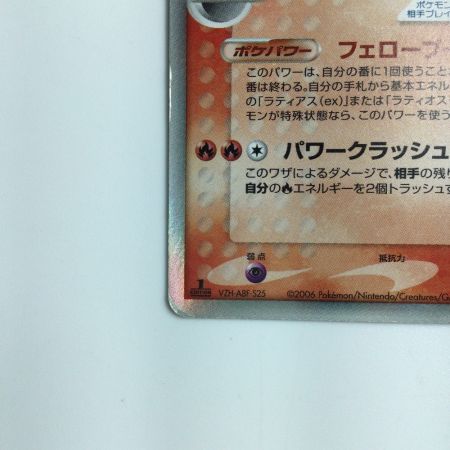 ポケモン
相手プレイ
ポケパワー フェローブー
このパワーは、自分の番に1回使うこと
番は終わる。自分の手札から基本エネル
の「ラティアス(ex)」または「ラティオス
モンが特殊状態なら、このパワーを使う
パワークラッシュ
このワザによるダメージで、相手の残り
自分のエネルギーを2個トラッシュす
弱点 抵抗力
1 EDITION VZH-ABF-S25 ©2006 Pokémon/Nintendo/Creatures/G